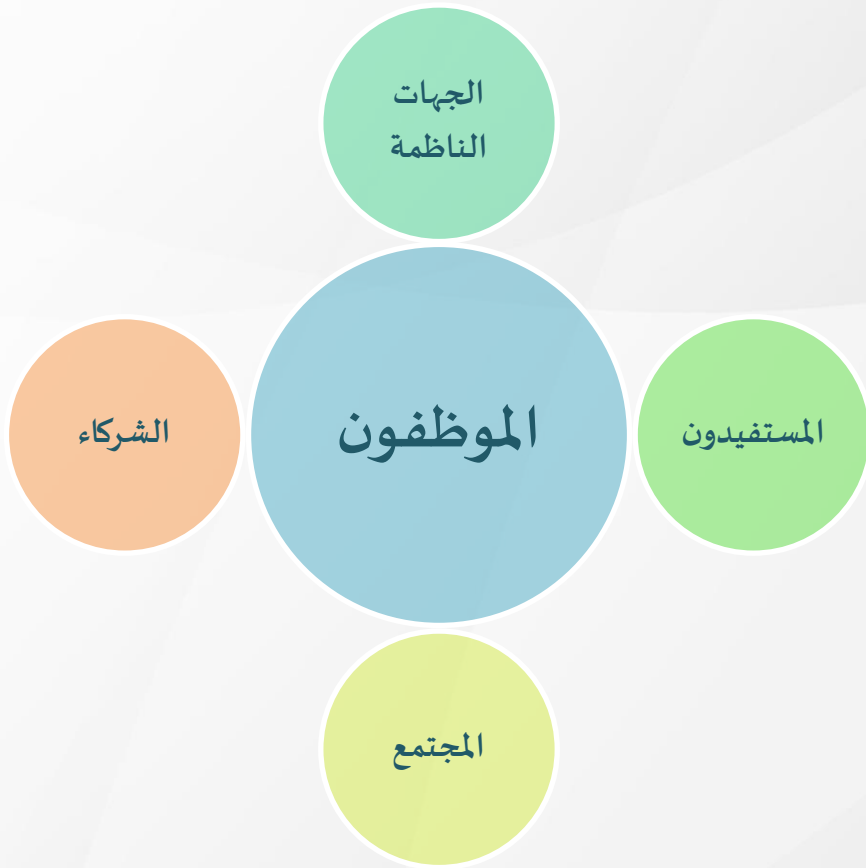 الجهات
الناظمة
المستفيدون
الموظفون
الشركاء
المجتمع